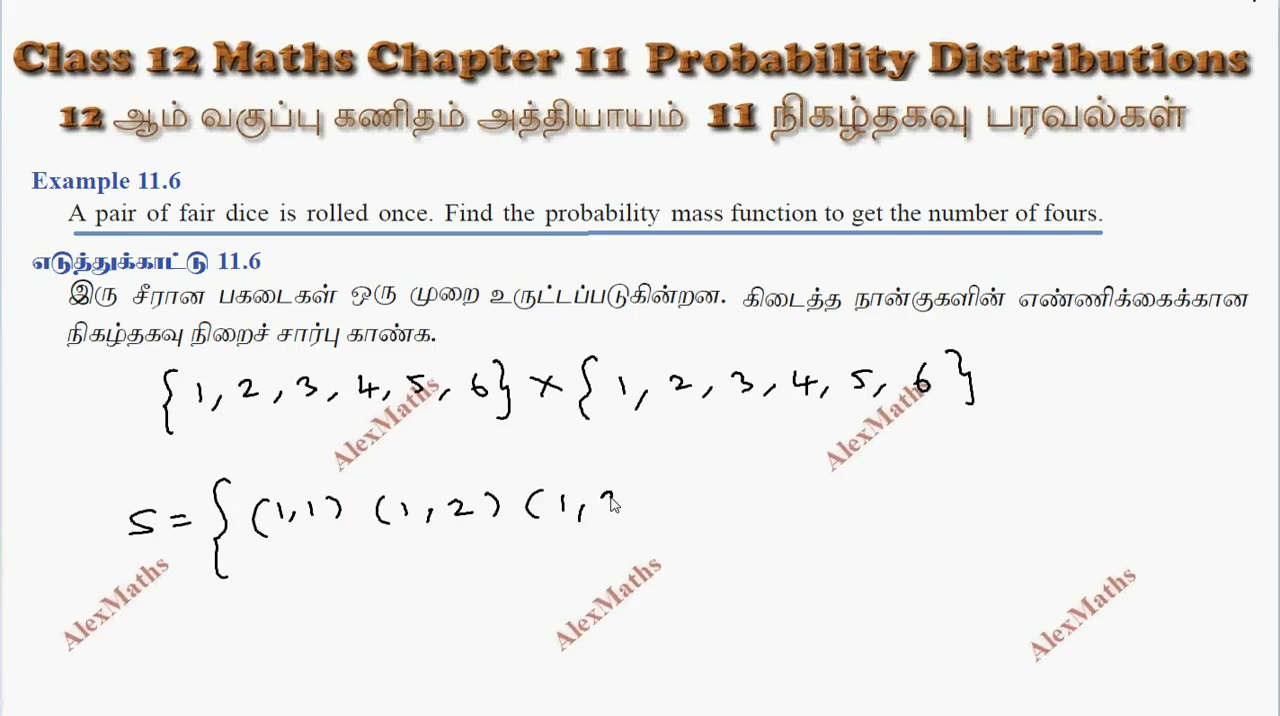 Class 12 Maths Chapter 11 Probability Distributions
12 ஆம் வகுப்பு கணிதம் அத்தியாயம் 11 நிகழ்தகவு பரவல்கள்
Example 11.6
A pair of fair dice is rolled once. Find the probability mass function to get the number of fours.
எடுத்துக்காட்டு 11.6
இரு சீரான பகடைகள் ஒரு முறை உருட்டப்படுகின்றன. கிடைத்த நான்குகளின் எண்ணிக்கைக்கான
நிகழ்தகவு நிறைச் சார்பு காண்க.
{1, 2, 3, 4, 5, 6} × {1, 2, 3, 4, 5, 6}
AlexMaths AlexMaths
S = { (1,1) (1,2) (1,
AlexMaths AlexMaths AlexMaths